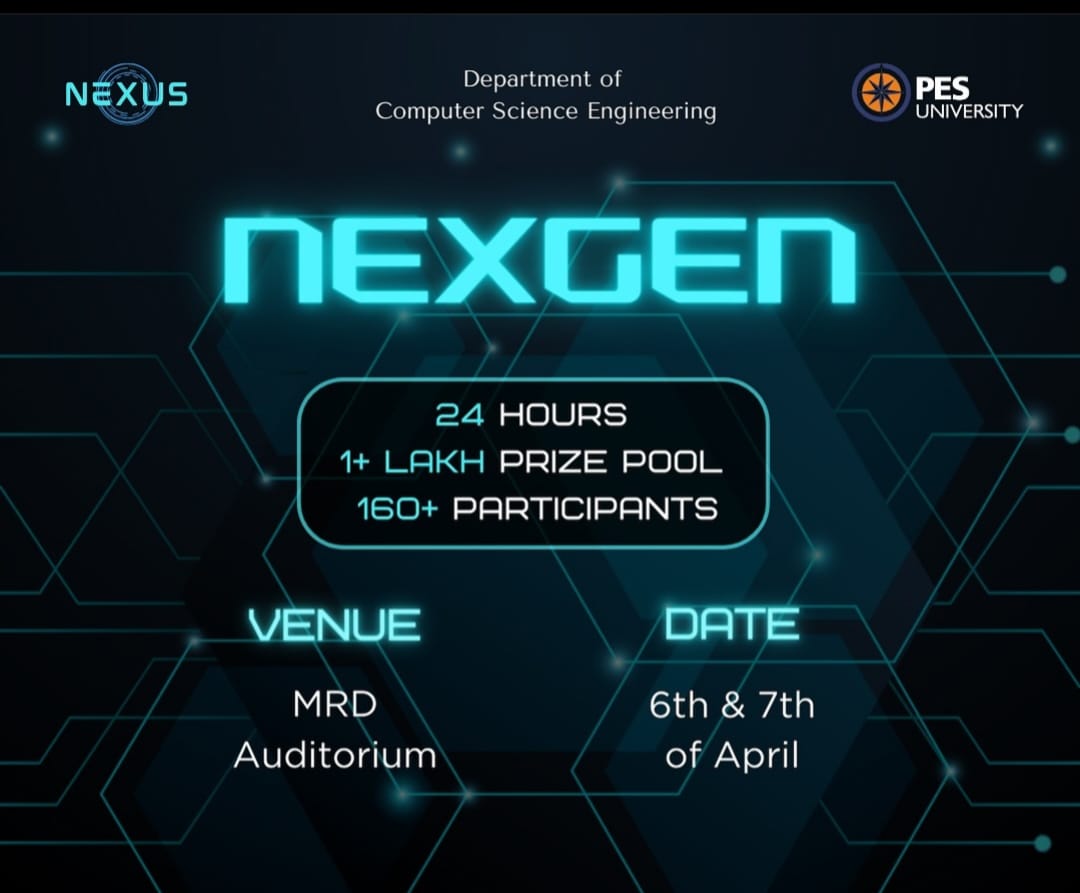 NEXUS
Department of
Computer Science Engineering
PES
UNIVERSITY
NEXGEN
24 HOURS
1+ LAKH PRIZE POOL
160+ PARTICIPANTS
VENUE
MRD
Auditorium
DATE
6th & 7th
of April